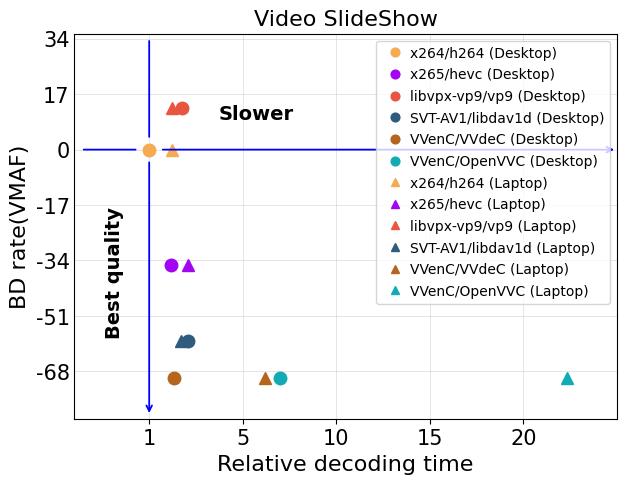 Video SlideShow
34
17
0
-17
-34
-51
-68
BD rate(VMAF)
Best quality
Slower
x264/h264 (Desktop)
x265/hevc (Desktop)
libvpx-vp9/vp9 (Desktop)
SVT-AV1/libdav1d (Desktop)
VVenC/VVdeC (Desktop)
VVenC/OpenVVC (Desktop)
x264/h264 (Laptop)
x265/hevc (Laptop)
libvpx-vp9/vp9 (Laptop)
SVT-AV1/libdav1d (Laptop)
VVenC/VVdeC (Laptop)
VVenC/OpenVVC (Laptop)
1 5 10 15 20
Relative decoding time